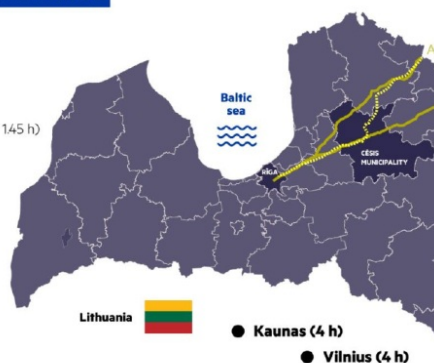 Baltic
sea
1.45 h)
A
RĪGA
CĒSIS
MUNICIPALITY
Lithuania
Kaunas (4 h)
Vilnius (4 h)